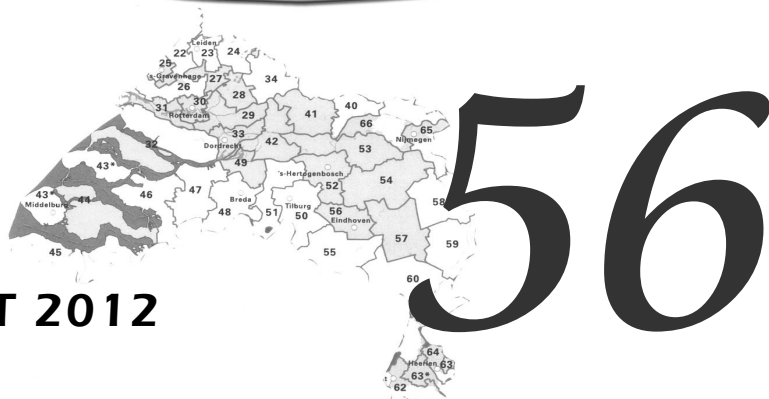 Leiden
22 23 24
25
's-Gravenhage
26 27 34
28
30
31 29 41 40
Rotterdam
66
65
33
Nijmegen
32 Dordrecht 42
53
43* 49
's-Hertogenbosch
52 54
47
46
43* 44 Breda
Middelburg Tilburg 56 58
48 51 50 Eindhoven
57 59
45 55
60
T 2012
56
64
Heerlen 63
63*
t
62